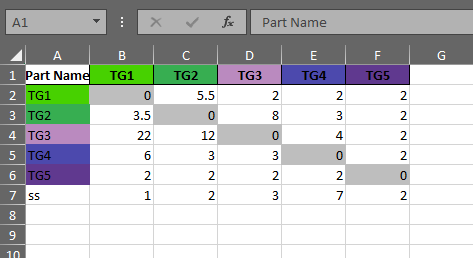 A1 fx Part Name
A B C D E F G
1 Part Name TG1 TG2 TG3 TG4 TG5
2 TG1 0 5.5 2 2 2
3 TG2 3.5 0 8 3 2
4 TG3 22 12 0 4 2
5 TG4 6 3 3 0 2
6 TG5 2 2 2 2 0
7 ss 1 2 3 7 2
8
9
10